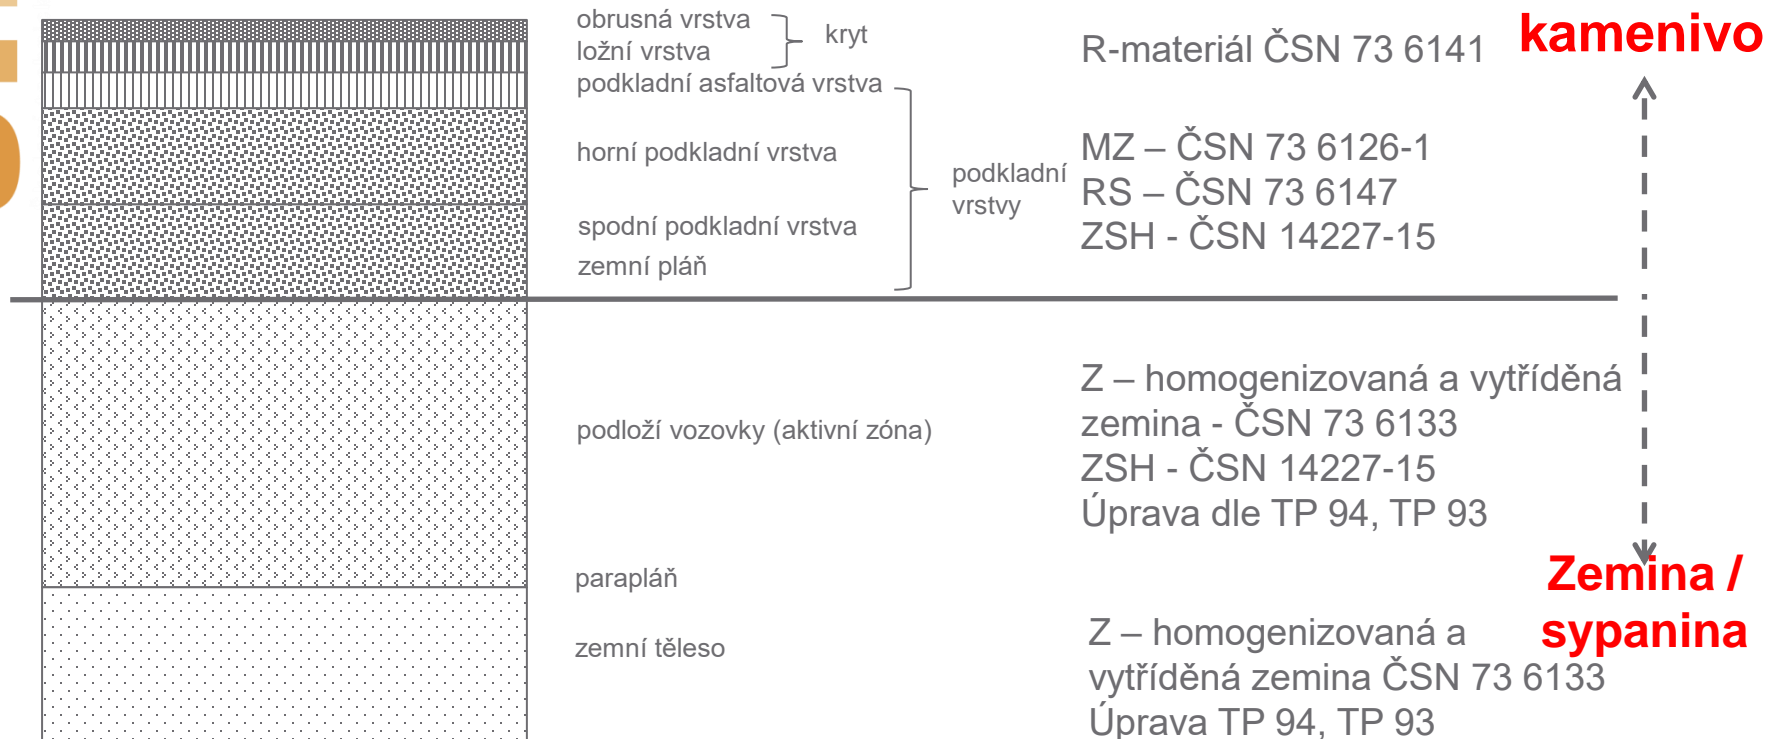 obrusná vrstva
ložní vrstva
kryt
podkladní asfaltová vrstva
horní podkladní vrstva
spodní podkladní vrstva
zemní pláň
podkladní
vrstvy
podloží vozovky (aktivní zóna)
parapláň
zemní těleso
R-materiál ČSN 73 6141
MZ – ČSN 73 6126-1
RS – ČSN 73 6147
ZSH - ČSN 14227-15
Z – homogenizovaná a vytříděná
zemina - ČSN 73 6133
ZSH - ČSN 14227-15
Úprava dle TP 94, TP 93
Z – homogenizovaná a
vytříděná zemina ČSN 73 6133
Úprava TP 94, TP 93
kamenivo
Zemina /
sypanina